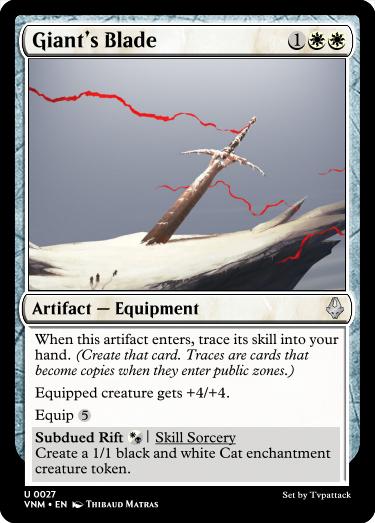 Giant's Blade 1
Artifact — Equipment
When this artifact enters, trace its skill into your
hand. (Create that card. Traces are cards that
become copies when they enter public zones.)
Equipped creature gets +4/+4.
Equip 5
Subdued Rift | Skill Sorcery
Create a 1/1 black and white Cat enchantment
creature token.
U 0027
VNM • EN Thibaud Matras
Set by Tvpattack